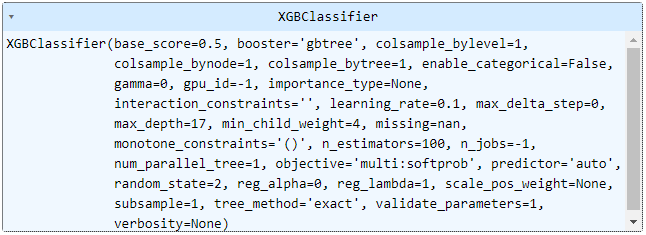 XGBClassifier
XGBClassifier(base_score=0.5, booster='gbtree', colsample_bylevel=1,
colsample_bynode=1, colsample_bytree=1, enable_categorical=False,
gamma=0, gpu_id=-1, importance_type=None,
interaction_constraints='', learning_rate=0.1, max_delta_step=0,
max_depth=17, min_child_weight=4, missing=nan,
monotone_constraints='()', n_estimators=100, n_jobs=-1,
num_parallel_tree=1, objective='multi:softprob', predictor='auto',
random_state=2, reg_alpha=0, reg_lambda=1, scale_pos_weight=None,
subsample=1, tree_method='exact', validate_parameters=1,
verbosity=None)